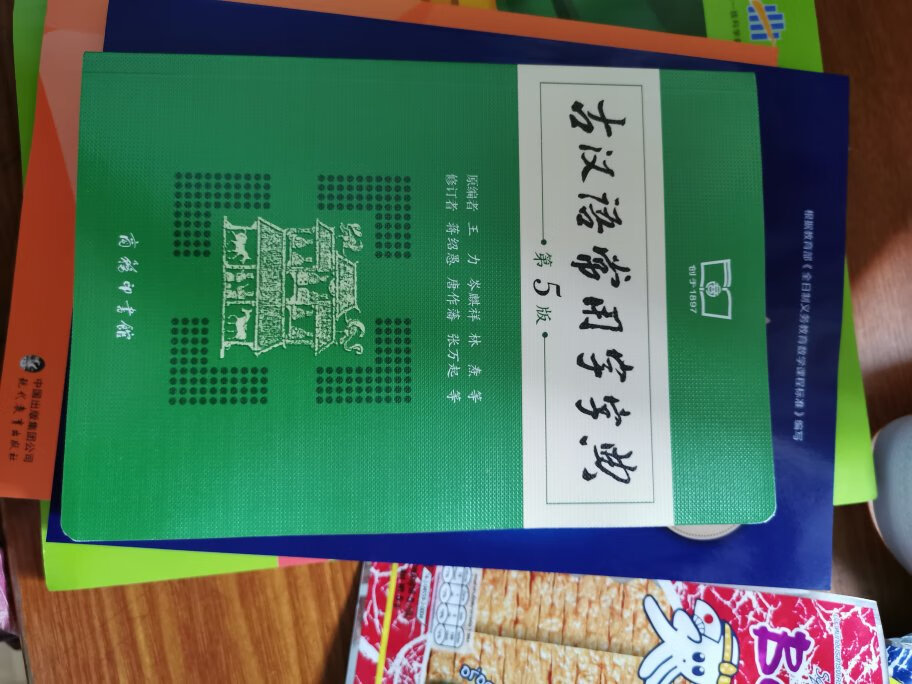 创于1897
古汉语常用字字典
第5版
原编者 王力 岑麒祥 林焘 等
修订者 蒋绍愚 唐作藩 张万起 等
商务印书馆
根据教育部《全日制义务教育数学课程标准》编写
中国出版集团公司
现代教育出版社